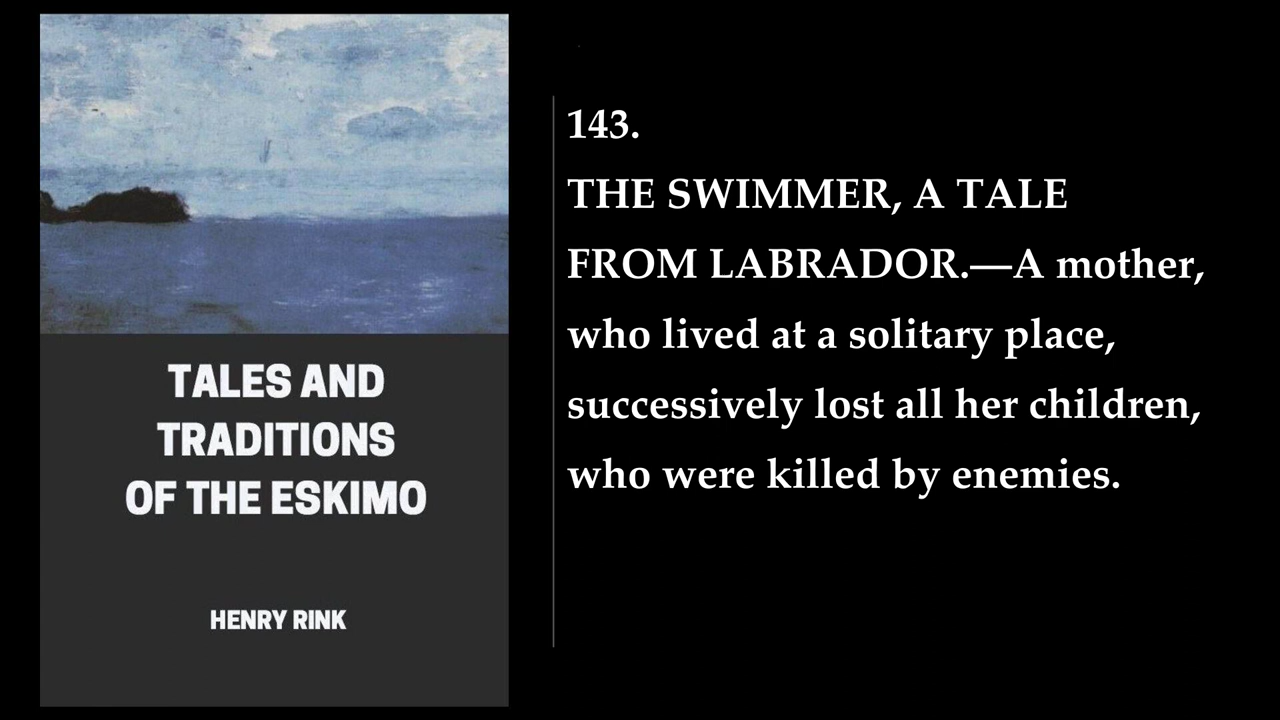 TALES AND
TRADITIONS
OF THE ESKIMO
HENRY RINK
143.
THE SWIMMER, A TALE
FROM LABRADOR.—A mother,
who lived at a solitary place,
successively lost all her children,
who were killed by enemies.